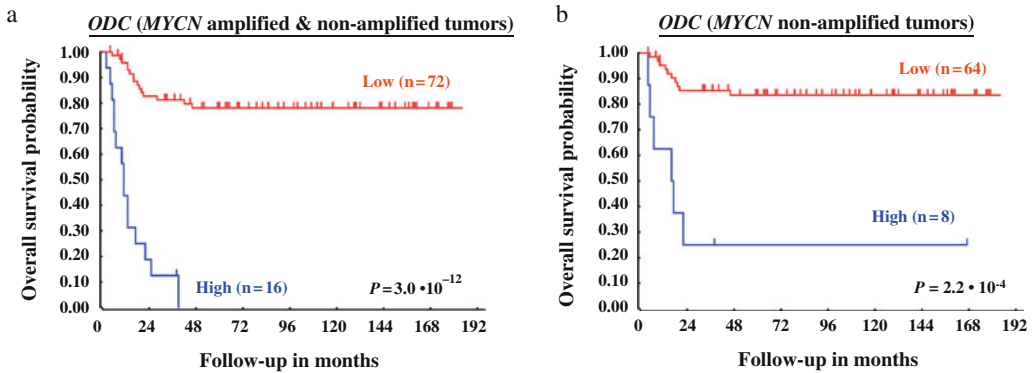 a
ODC (MYCN amplified & non-amplified tumors)
Overall survival probability
1.00
0.90
0.80
0.70
0.60
0.50
0.40
0.30
0.20
0.10
0.00
Low (n=72)
High (n=16)
P=3.0 •10⁻¹²
0 24 48 72 96 120 144 168 192
Follow-up in months
b
ODC (MYCN non-amplified tumors)
Overall survival probability
1.00
0.90
0.80
0.70
0.60
0.50
0.40
0.30
0.20
0.10
0.00
Low (n=64)
High (n=8)
P = 2.2 • 10⁻⁴
0 24 48 72 96 120 144 168 192
Follow-up in months